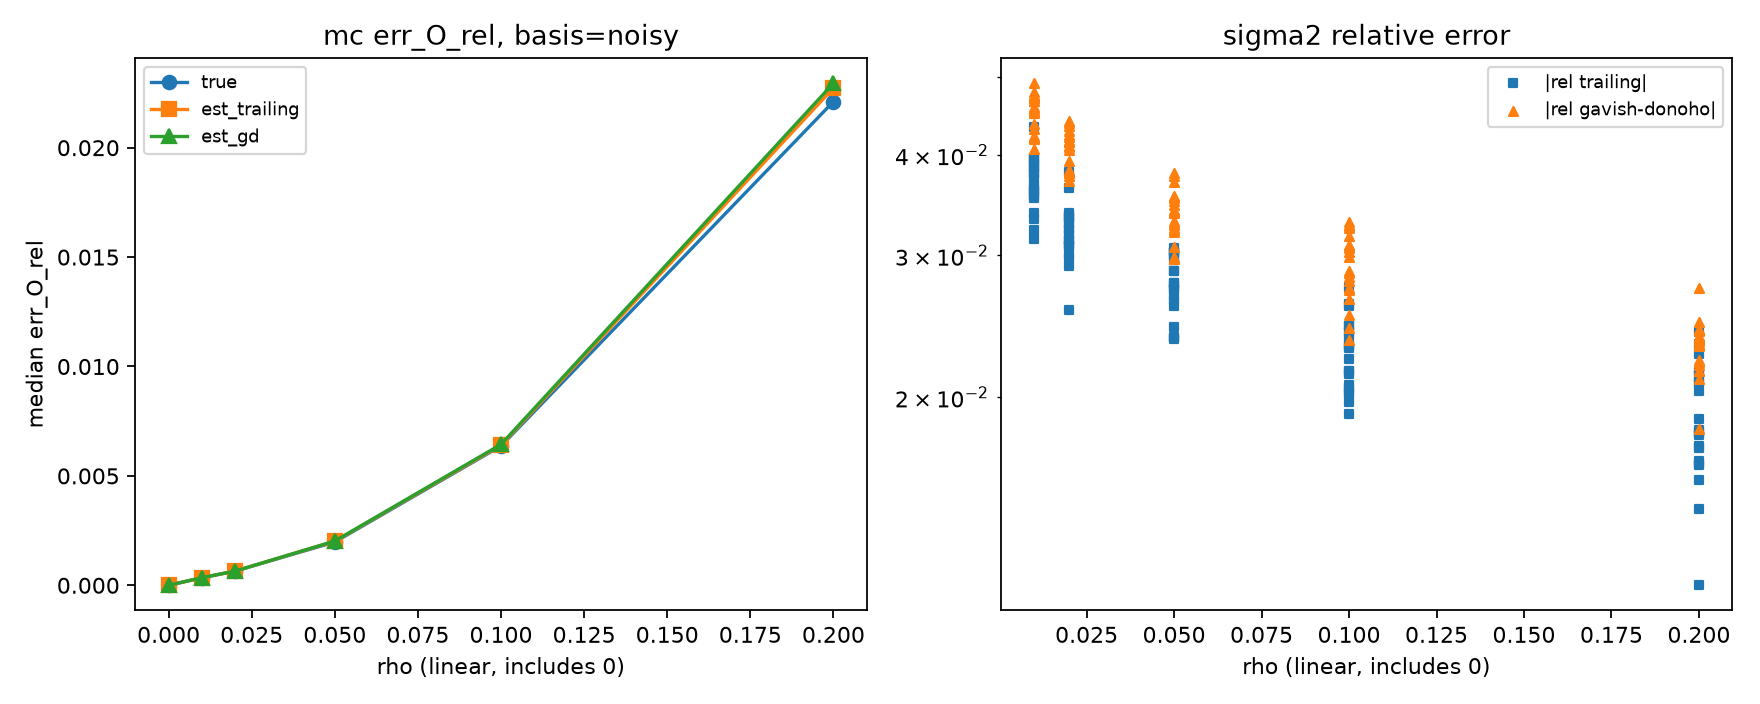 mc err_O_rel, basis=noisy
true
est_trailing
est_gd
median err_O_rel
0.020
0.015
0.010
0.005
0.000
0.000 0.025 0.050 0.075 0.100 0.125 0.150 0.175 0.200
rho (linear, includes 0)
sigma2 relative error
|rel trailing|
|rel gavish-donoho|
4 × 10⁻²
3 × 10⁻²
2 × 10⁻²
0.025 0.050 0.075 0.100 0.125 0.150 0.175 0.200
rho (linear, includes 0)